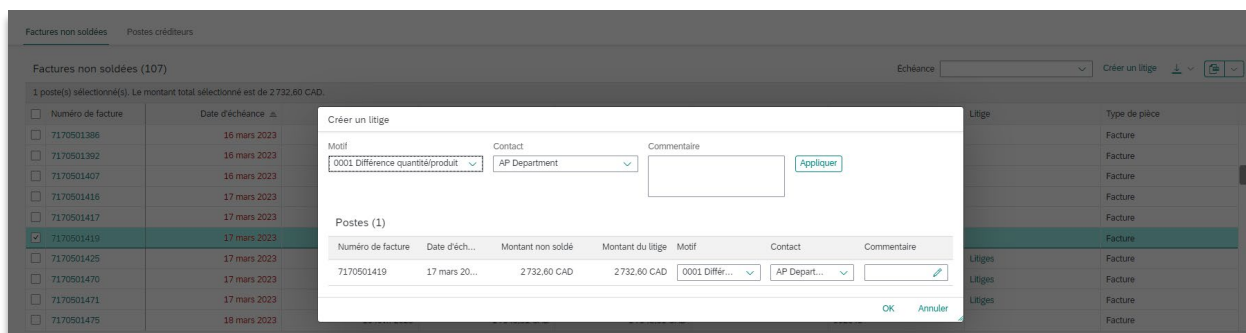 Factures non soldées Postes créditeurs
Factures non soldées (107) Échéance Créer un litige
1 poste(s) sélectionné(s). Le montant total sélectionné est de 2 732,60 CAD.
Numéro de facture Date d'échéance Litige Type de pièce
Créer un litige
Motif Contact Commentaire
0001 Différence quantité/produit AP Department Appliquer
Postes (1)
Numéro de facture Date d'éch... Montant non soldé Montant du litige Motif Contact Commentaire
7170501419 17 mars 20... 2 732,60 CAD 2 732,60 CAD 0001 Différ... AP Depart...
OK Annuler
7170501386 16 mars 2023 Facture
7170501392 16 mars 2023 Facture
7170501407 16 mars 2023 Facture
7170501416 17 mars 2023 Facture
7170501417 17 mars 2023 Facture
7170501419 17 mars 2023 Facture
7170501425 17 mars 2023 Litiges Facture
7170501470 17 mars 2023 Litiges Facture
7170501471 17 mars 2023 Litiges Facture
7170501475 18 mars 2023 Facture